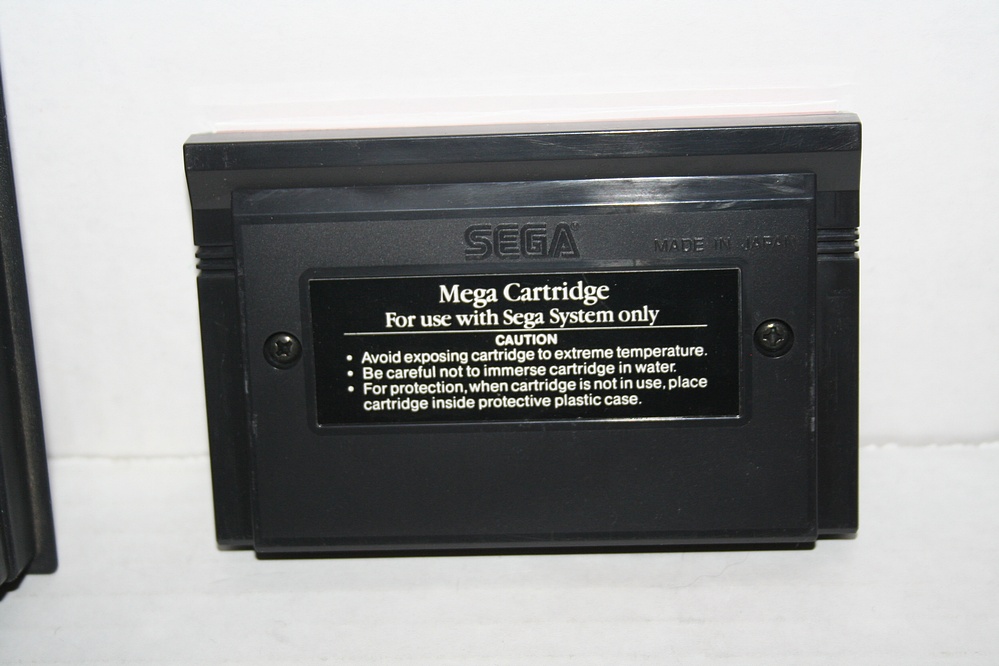 SEGA
MADE IN JAPAN
Mega Cartridge
For use with Sega System only
CAUTION
• Avoid exposing cartridge to extreme temperature.
• Be careful not to immerse cartridge in water.
• For protection, when cartridge is not in use, place
cartridge inside protective plastic case.